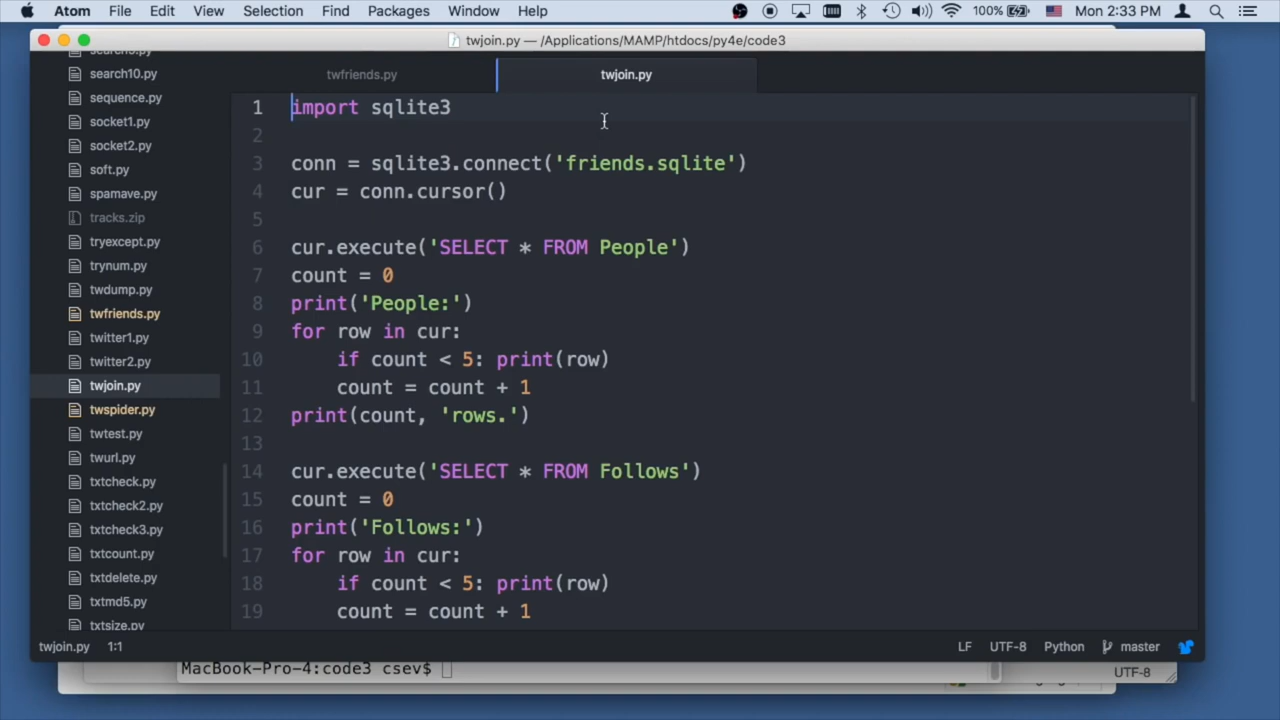 Atom File Edit View Selection Find Packages Window Help 100% Mon 2:33 PM
twjoin.py — /Applications/MAMP/htdocs/py4e/code3
search10.py
sequence.py
socket1.py
socket2.py
soft.py
spamave.py
tracks.zip
tryexcept.py
trynum.py
twdump.py
twfriends.py
twitter1.py
twitter2.py
twjoin.py
twspider.py
twtest.py
twurl.py
txtcheck.py
txtcheck2.py
txtcheck3.py
txtcount.py
txtdelete.py
txtmd5.py
txtsize.py
twfriends.py twjoin.py
1 import sqlite3
2
3 conn = sqlite3.connect('friends.sqlite')
4 cur = conn.cursor()
5
6 cur.execute('SELECT * FROM People')
7 count = 0
8 print('People:')
9 for row in cur:
10 if count < 5: print(row)
11 count = count + 1
12 print(count, 'rows.')
13
14 cur.execute('SELECT * FROM Follows')
15 count = 0
16 print('Follows:')
17 for row in cur:
18 if count < 5: print(row)
19 count = count + 1
twjoin.py 1:1 LF UTF-8 Python master
MacBook-Pro-4:code3 csev$ UTF-8